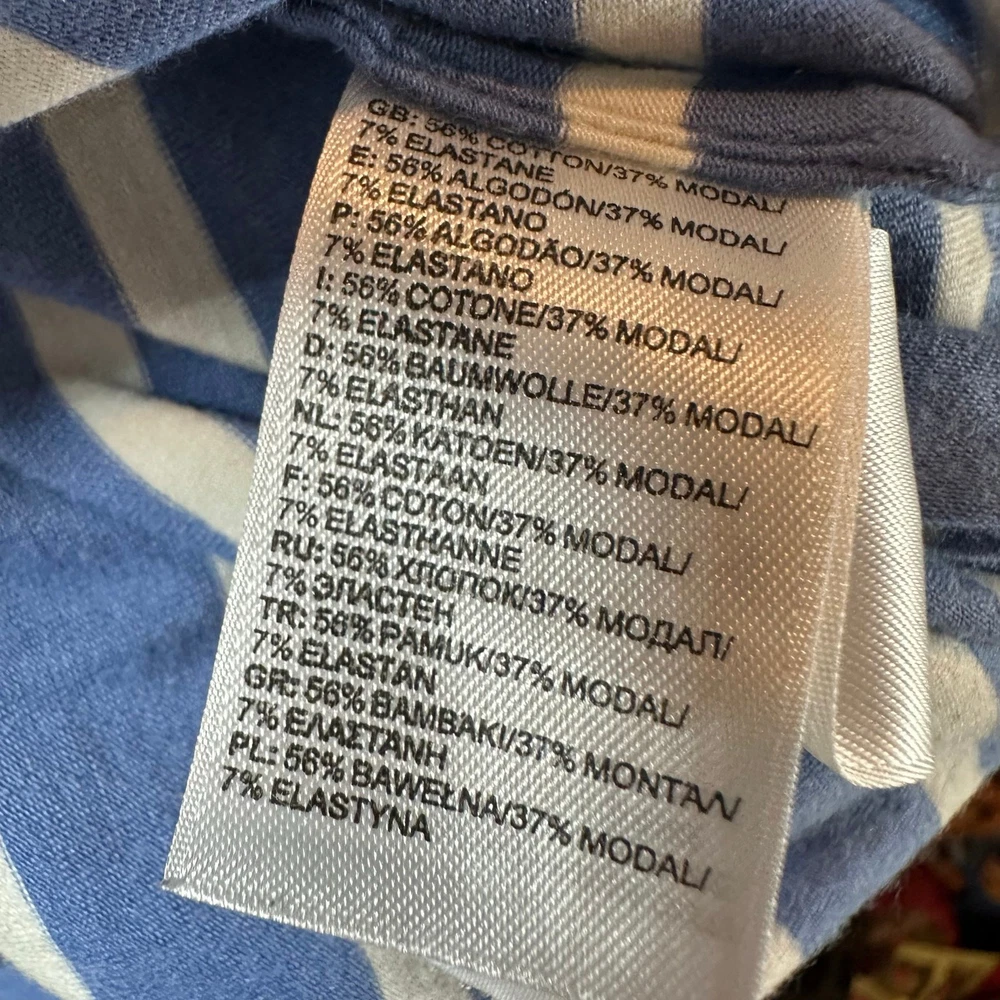 GB: 56% COTTON/37% MODAL/
7% ELASTANE
E: 56% ALGODÓN/37% MODAL/
7% ELASTANO
P: 56% ALGODÃO/37% MODAL/
7% ELASTANO
I: 56% COTONE/37% MODAL/
7% ELASTANE
D: 56% BAUMWOLLE/37% MODAL/
7% ELASTHAN
NL: 56% KATOEN/37% MODAL/
7% ELASTAAN
F: 56% COTON/37% MODAL/
7% ELASTHANNE
RU: 56% ХЛОПОК/37% МОДАЛ/
7% ЭЛАСТЕН
TR: 56% PAMUK/37% MODAL/
7% ELASTAN
GR: 56% ΒΑΜΒΑΚΙ/37% ΜΟΝΤΑΛ/
7% ΕΛΑΣΤΑΝΗ
PL: 56% BAWEŁNA/37% MODAL/
7% ELASTYNA